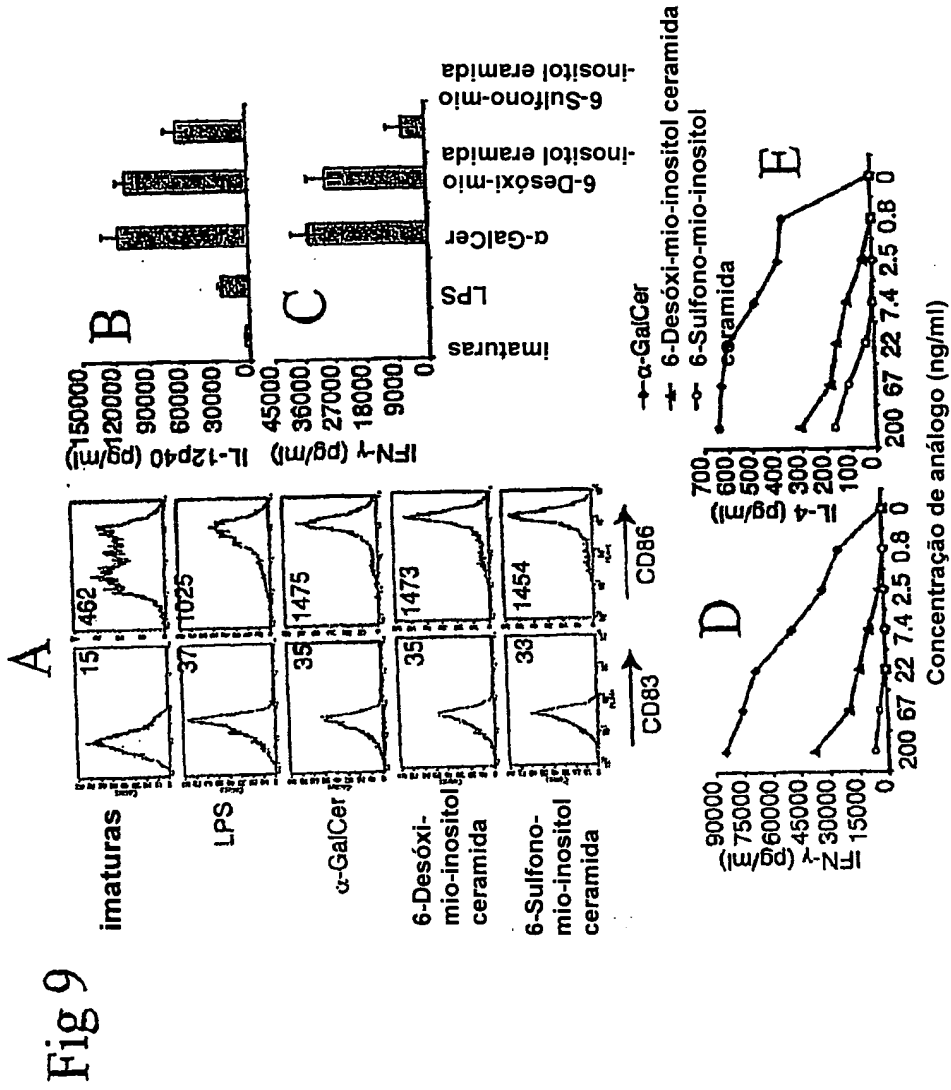 Fig 9
A
imaturas
15
462
LPS
37
1025
α-GalCer
35
1475
6-Desóxi-
mio-inositol
ceramida
35
1473
6-Sulfono-
mio-inositol
ceramida
33
1454
CD83
CD86
B
IL-12p40 (pg/ml)
150000
120000
90000
60000
30000
0
C
IFN-γ (pg/ml)
45000
36000
27000
18000
9000
0
imaturas
LPS
α-GalCer
6-Desóxi-mio
-inositol eramida
6-Sulfono-mio
-inositol eramida
D
IFN-γ (pg/ml)
90000
75000
60000
45000
30000
15000
0
200 67 22 7.4 2.5 0.8 0
E
IL-4 (pg/ml)
700
600
500
400
300
200
100
0
200 67 22 7.4 2.5 0.8 0
α-GalCer
6-Desóxi-mio-inositol ceramida
6-Sulfono-mio-inositol
ceramida
Concentração de análogo (ng/ml)